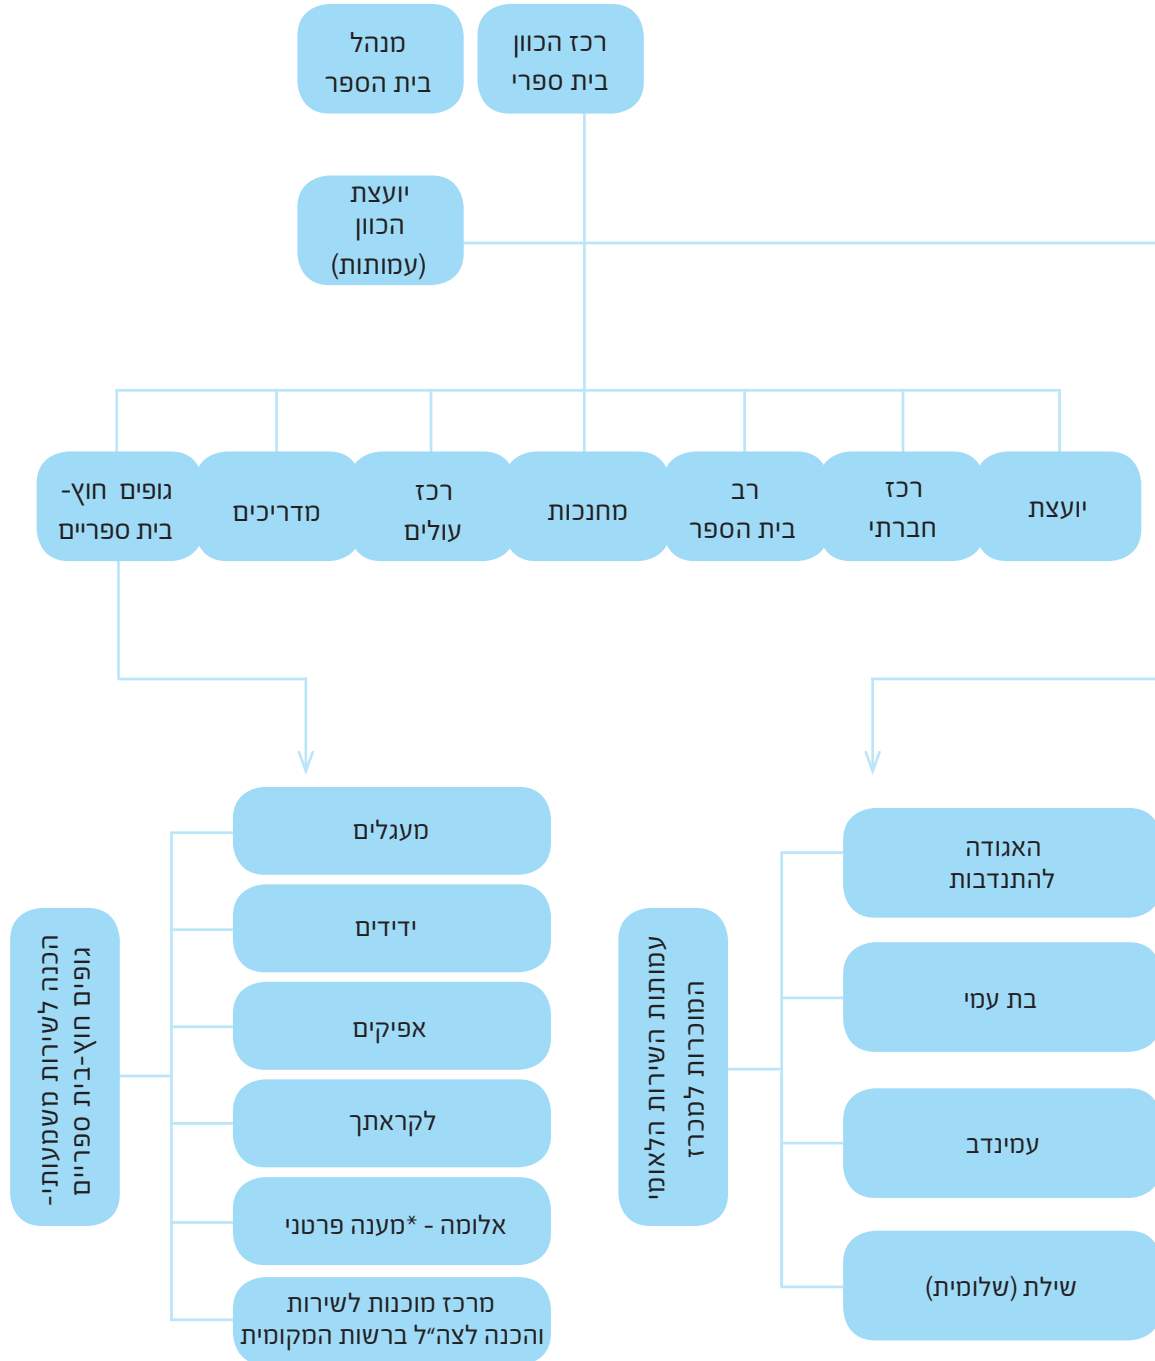 רכז הכוון
בית ספרי
מנהל
בית הספר
יועצת
הכוון
(עמותות)
יועצת
רכז
חברתי
רב
בית הספר
מחנכות
רכז
עולים
מדריכים
גופים חוץ-
בית ספריים
האגודה
להתנדבות
בת עמי
עמינדב
שילת (שלומית)
עמותות השירות הלאומי
המוכרות למכרז
מעגלים
ידידים
אפיקים
לקראתך
אלומה - *מענה פרטני
מרכז מוכנות לשירות
והכנה לצה"ל ברשות המקומית
הכנה לשירות משמעותי-
גופים חוץ-בית ספריים